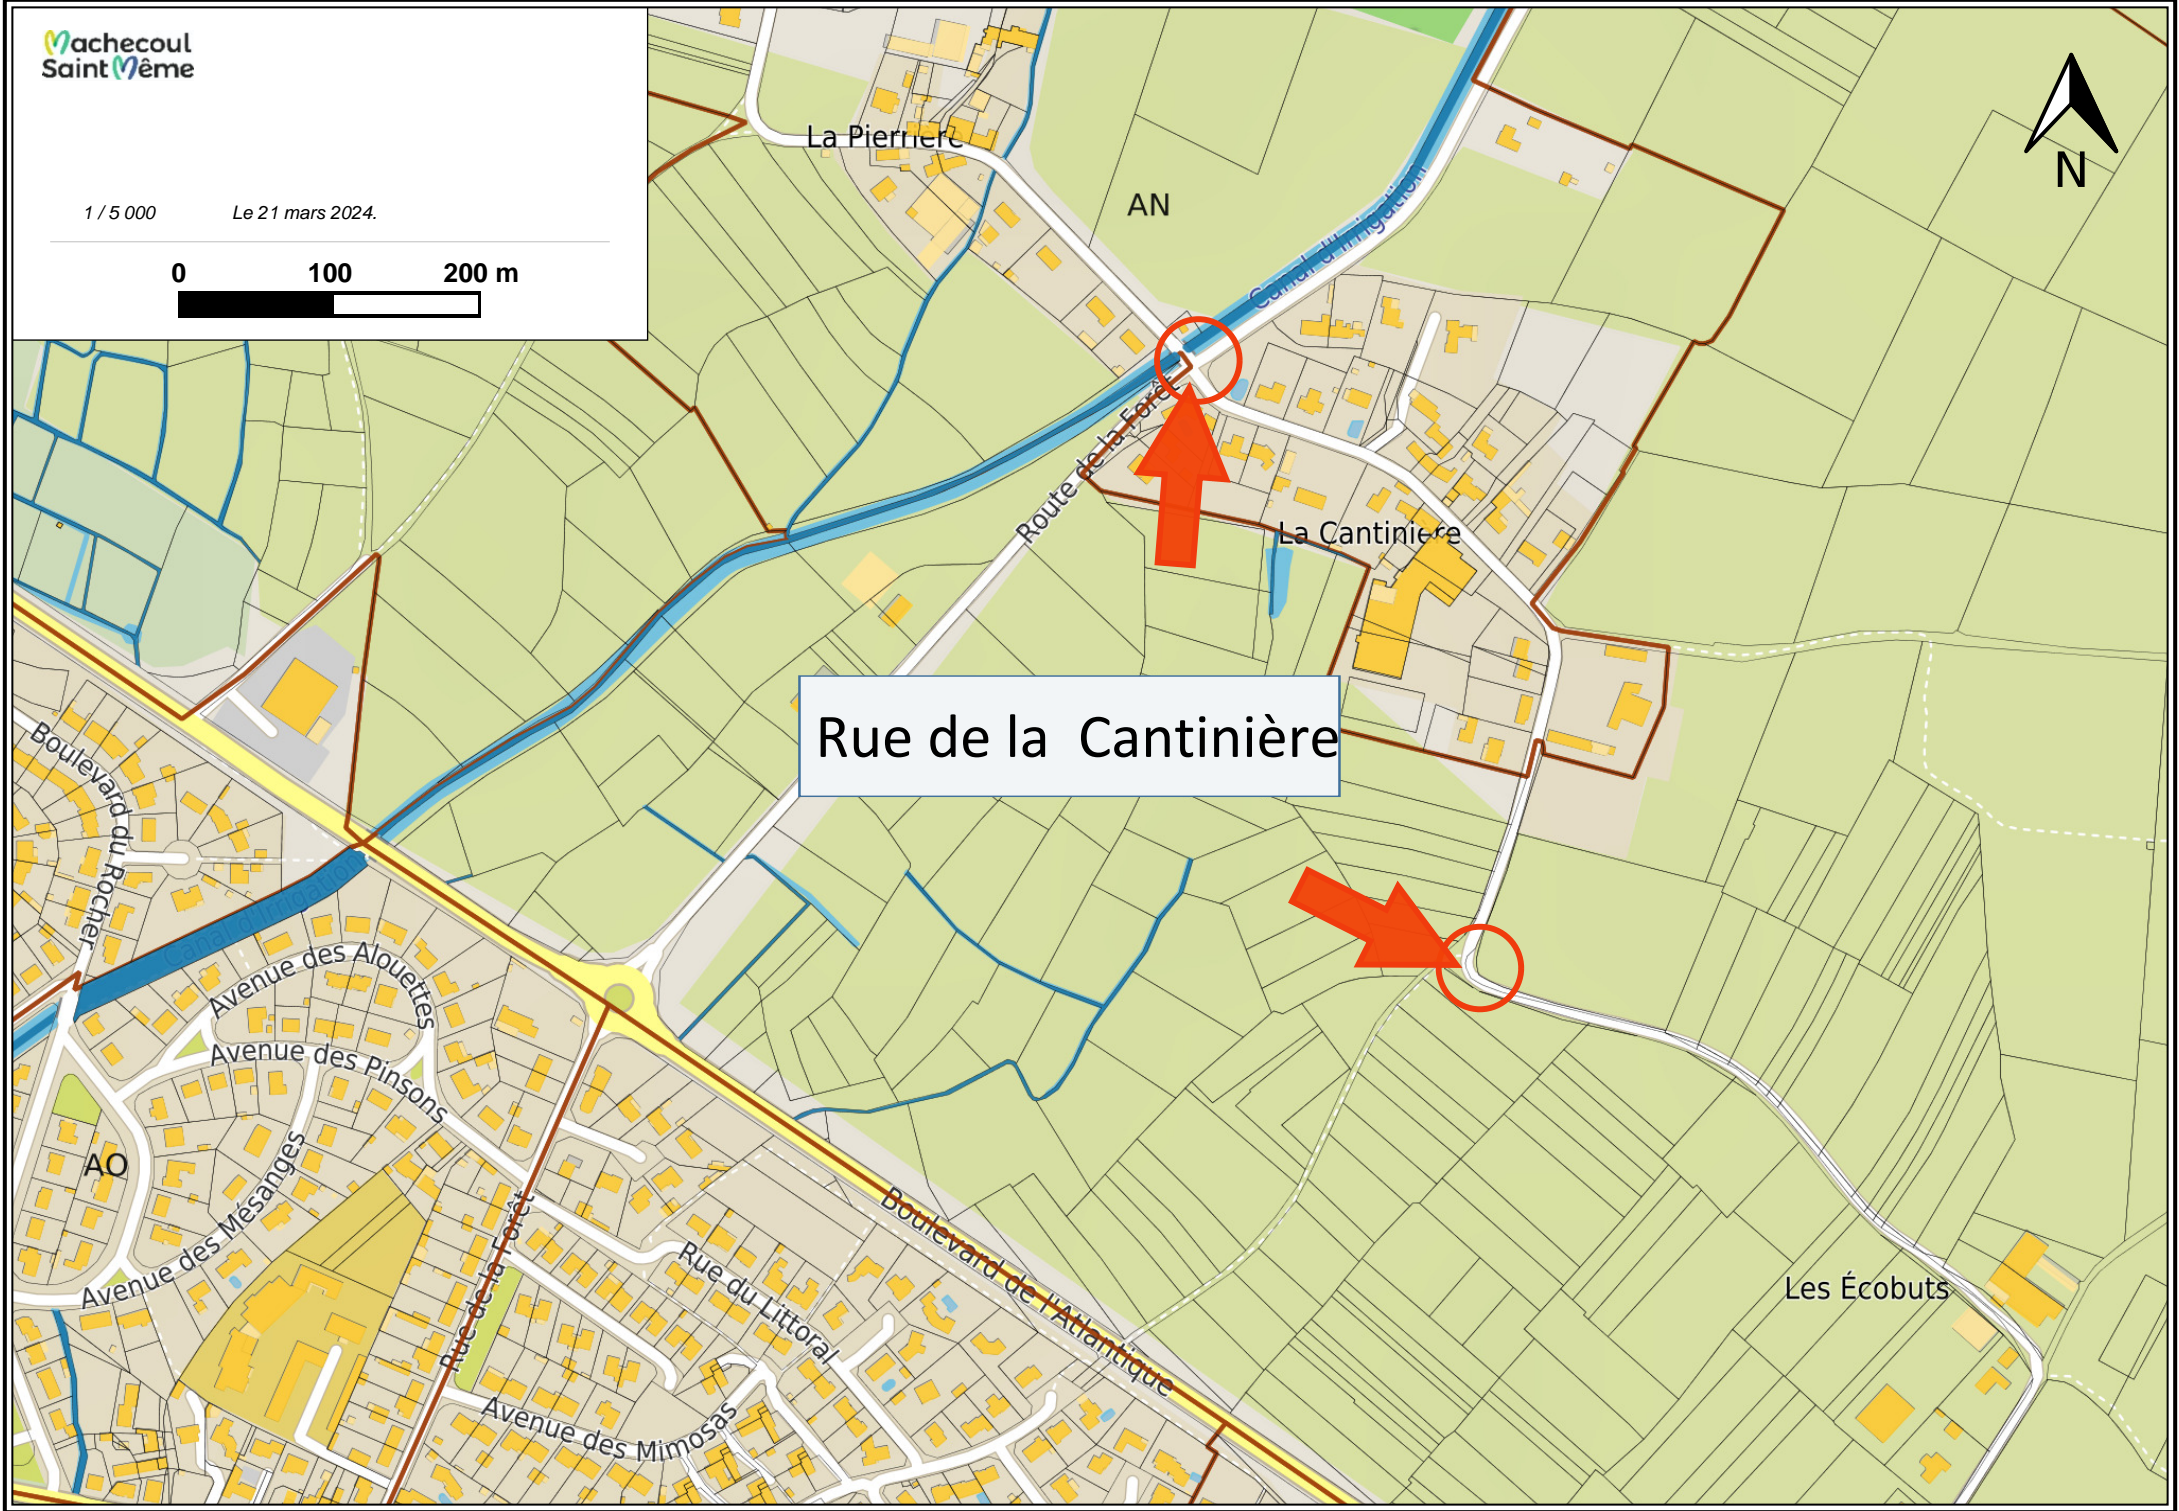 Machecoul
Saint Même
1 / 5 000
Le 21 mars 2024.
0 100 200 m
N
La Pierrière
AN
Canal d'Irrigation
Route de la Forêt
La Cantinière
Rue de la Cantinière
Boulevard du Rocher
Canal d'Irrigation
Avenue des Alouettes
Avenue des Pinsons
AO
Avenue des Mésanges
Rue de la Forêt
Boulevard de l'Atlantique
Rue du Littoral
Les Écobuts
Avenue des Mimosas